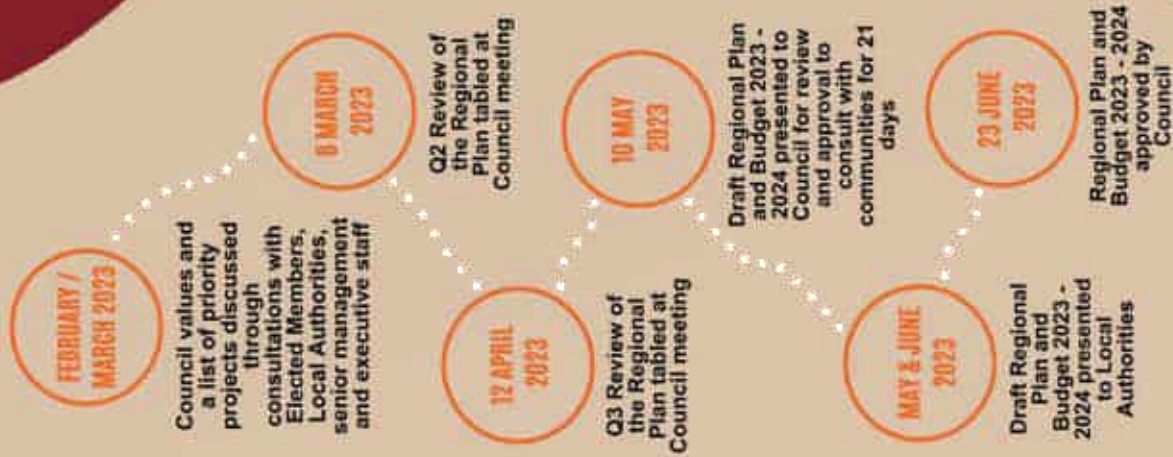 FEBRUARY /
MARCH 2023
Council values and
a list of priority
projects discussed
through
consultations with
Elected Members,
Local Authorities,
senior management
and executive staff
8 MARCH
2023
Q2 Review of
the Regional
Plan tabled at
Council meeting
12 APRIL
2023
Q3 Review of
the Regional
Plan tabled at
Council meeting
10 MAY
2023
Draft Regional Plan
and Budget 2023 -
2024 presented to
Council for review
and approval to
consult with
communities for 21
days
MAY & JUNE
2023
Draft Regional
Plan and
Budget 2023 -
2024 presented
to Local
Authorities
23 JUNE
2023
Regional Plan and
Budget 2023 - 2024
approved by
Council